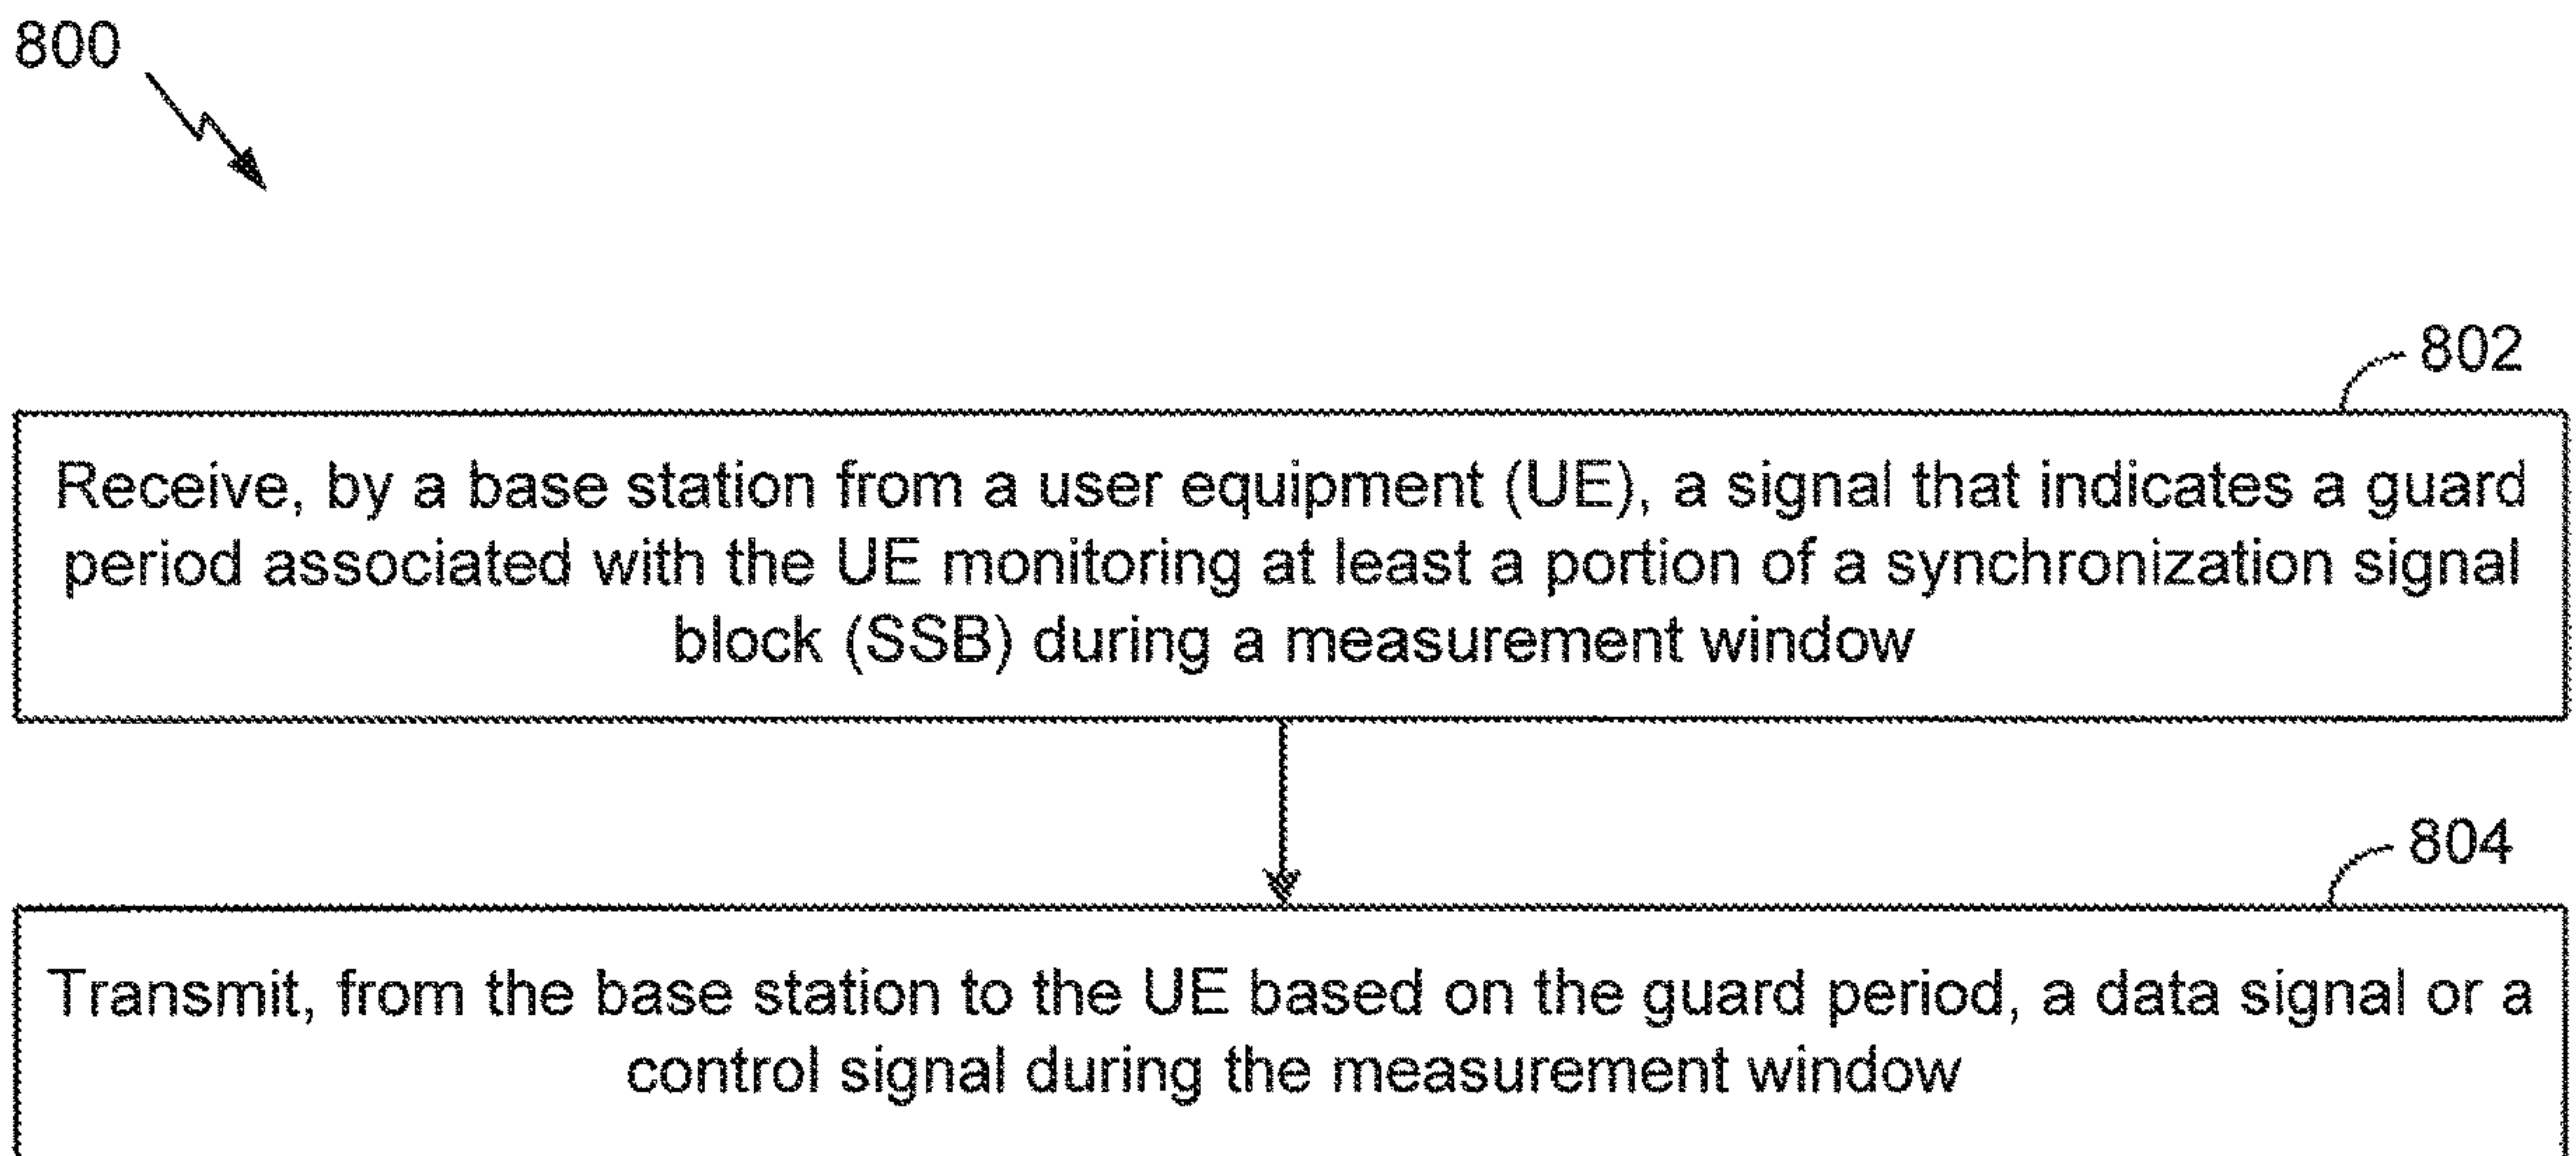 800
802
Receive, by a base station from a user equipment (UE), a signal that indicates a guard
period associated with the UE monitoring at least a portion of a synchronization signal
block (SSB) during a measurement window
804
Transmit, from the base station to the UE based on the guard period, a data signal or a
control signal during the measurement window